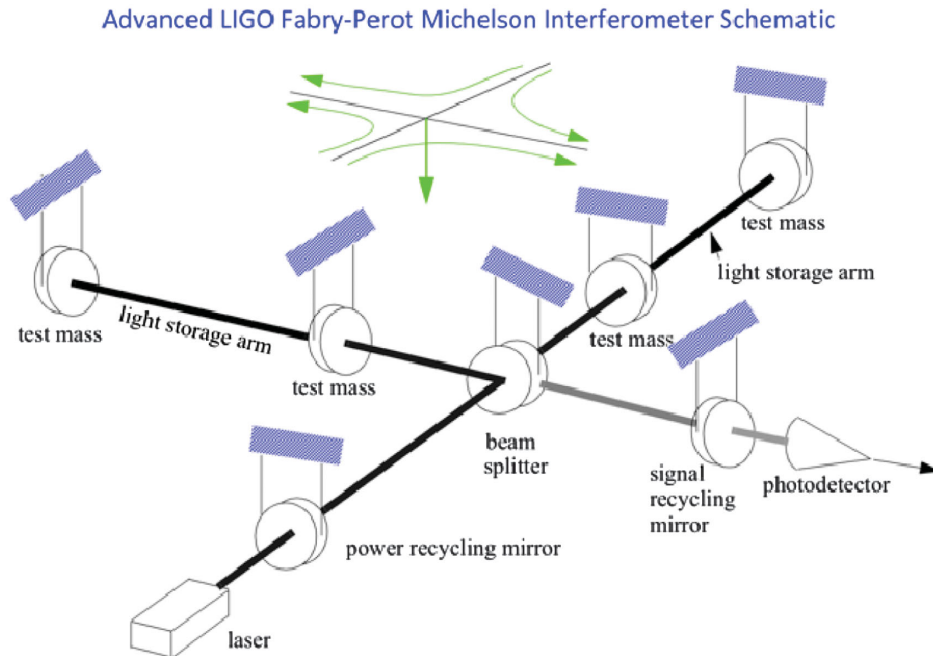 Advanced LIGO Fabry-Perot Michelson Interferometer Schematic
test mass
light storage arm
test mass
light storage arm
test mass
test mass
beam
splitter
signal
recycling
mirror
photodetector
power recycling mirror
laser